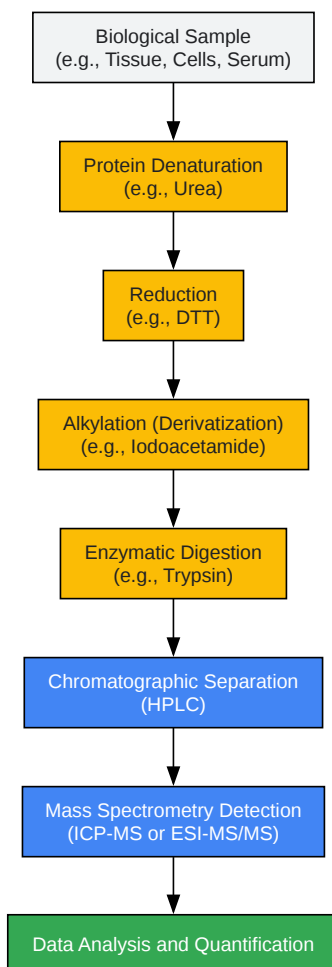 Biological Sample
(e.g., Tissue, Cells, Serum)
Protein Denaturation
(e.g., Urea)
Reduction
(e.g., DTT)
Alkylation (Derivatization)
(e.g., Iodoacetamide)
Enzymatic Digestion
(e.g., Trypsin)
Chromatographic Separation
(HPLC)
Mass Spectrometry Detection
(ICP-MS or ESI-MS/MS)
Data Analysis and Quantification